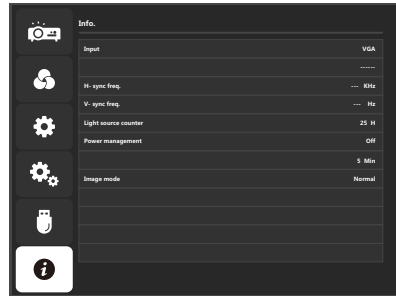 Info.
Input VGA
------
H- sync freq. --- KHz
V- sync freq. --- Hz
Light source counter 25 H
Power management Off
5 Min
Image mode Normal
i